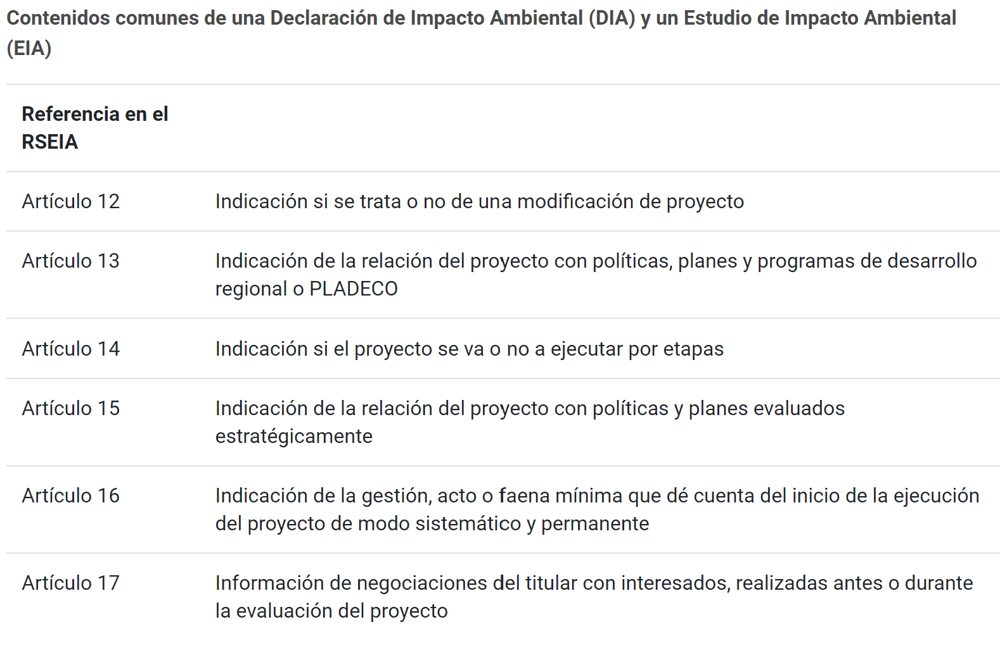 Contenidos comunes de una Declaración de Impacto Ambiental (DIA) y un Estudio de Impacto Ambiental
(EIA)
Referencia en el
RSEIA
Artículo 12
Indicación si se trata o no de una modificación de proyecto
Artículo 13
Indicación de la relación del proyecto con políticas, planes y programas de desarrollo
regional o PLADECO
Artículo 14
Indicación si el proyecto se va o no a ejecutar por etapas
Artículo 15
Indicación de la relación del proyecto con políticas y planes evaluados
estratégicamente
Artículo 16
Indicación de la gestión, acto o faena mínima que dé cuenta del inicio de la ejecución
del proyecto de modo sistemático y permanente
Artículo 17
Información de negociaciones del titular con interesados, realizadas antes o durante
la evaluación del proyecto